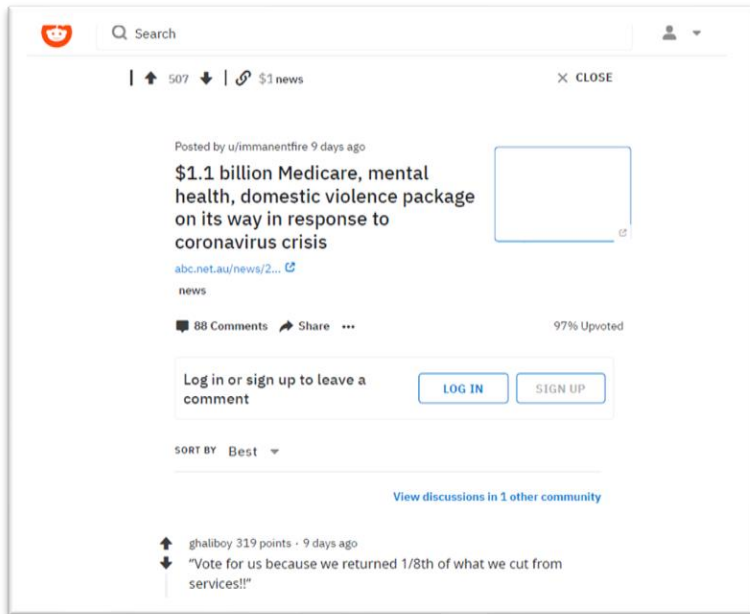 Search
507 $1 news
CLOSE
Posted by u/immanentfire 9 days ago
$1.1 billion Medicare, mental
health, domestic violence package
on its way in response to
coronavirus crisis
abc.net.au/news/2...
news
88 Comments Share ...
97% Upvoted
Log in or sign up to leave a
comment
LOG IN
SIGN UP
SORT BY Best
View discussions in 1 other community
ghaliboy 319 points · 9 days ago
"Vote for us because we returned 1/8th of what we cut from
services!!"